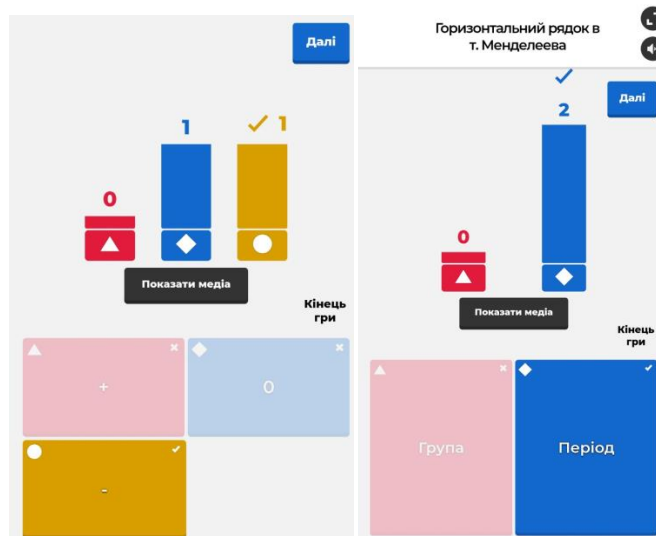 Далі
1
✓ 1
0
Показати медіа
Кінець
гри
+
0
-
Горизонтальний рядок в
т. Менделеева
Далі
2
0
Показати медіа
Кінець
гри
Група
Період